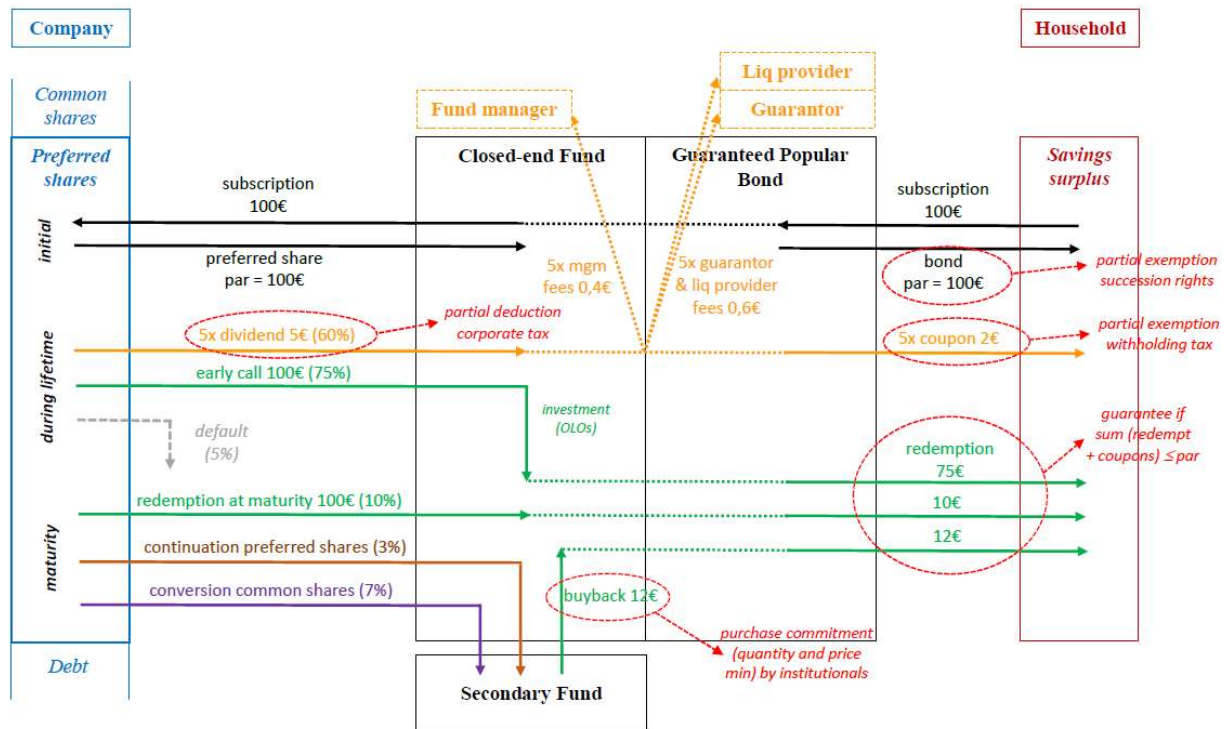 Company
Household
Liq provider
Common
shares
Fund manager
Guarantor
Preferred
shares
Closed-end Fund
Guaranteed Popular
Bond
Savings
surplus
initial
subscription
100€
subscription
100€
preferred share
par = 100€
5x mgm
fees 0,4€
5x guarantor
& liq provider
fees 0,6€
bond
par = 100€
partial exemption
succession rights
during lifetime
5x dividend 5€ (60%)
partial deduction
corporate tax
5x coupon 2€
partial exemption
withholding tax
early call 100€ (75%)
investment
(OLOs)
default
(5%)
guarantee if
sum (redempt
+ coupons) ≤par
redemption
75€
maturity
redemption at maturity 100€ (10%)
10€
12€
continuation preferred shares (3%)
conversion common shares (7%)
buyback 12€
purchase commitment
(quantity and price
min) by institutionals
Debt
Secondary Fund